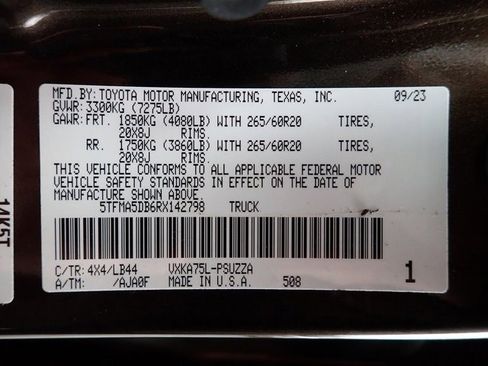 MFD.BY:TOYOTA MOTOR MANUFACTURING, TEXAS, INC. 09/23
GVWR: 3300KG (7275LB)
GAWR: FRT. 1850KG (4080LB) WITH 265/60R20 TIRES,
20X8J RIMS,
RR. 1750KG (3860LB) WITH 265/60R20 TIRES,
20X8J RIMS.
THIS VEHICLE CONFORMS TO ALL APPLICABLE FEDERAL MOTOR
VEHICLE SAFETY STANDARDS IN EFFECT ON THE DATE OF
MANUFACTURE SHOWN ABOVE
5TFMA5DB6RX142798 TRUCK
C/TR: 4X4/LB44 VXKA75L-PSUZZA 1
A/TM: /AJA0F MADE IN U.S.A. 508
14K5T